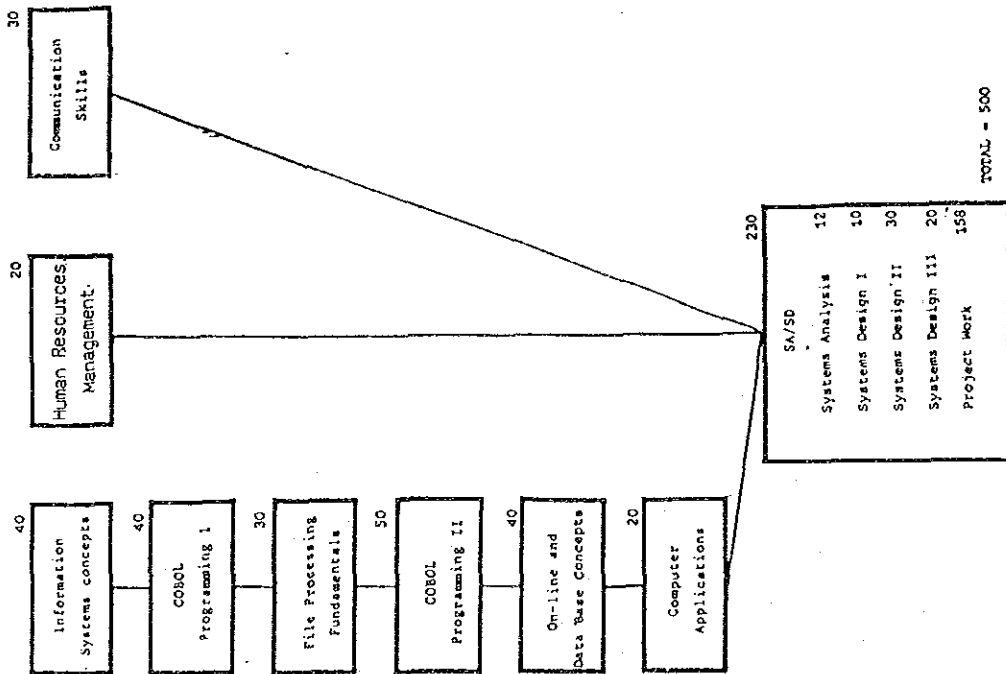 40
Information
Systems concepts
40
COBOL
Programming I
30
File Processing
Fundamentals
50
COBOL
Programming II
40
On-line and
Data Base Concepts
20
Computer
Applications
20
Human Resources
Management
30
Communication
Skills
230
SA/SD
Systems Analysis 12
Systems Design I 10
Systems Design II 30
Systems Design III 20
Project Work 158
TOTAL = 500